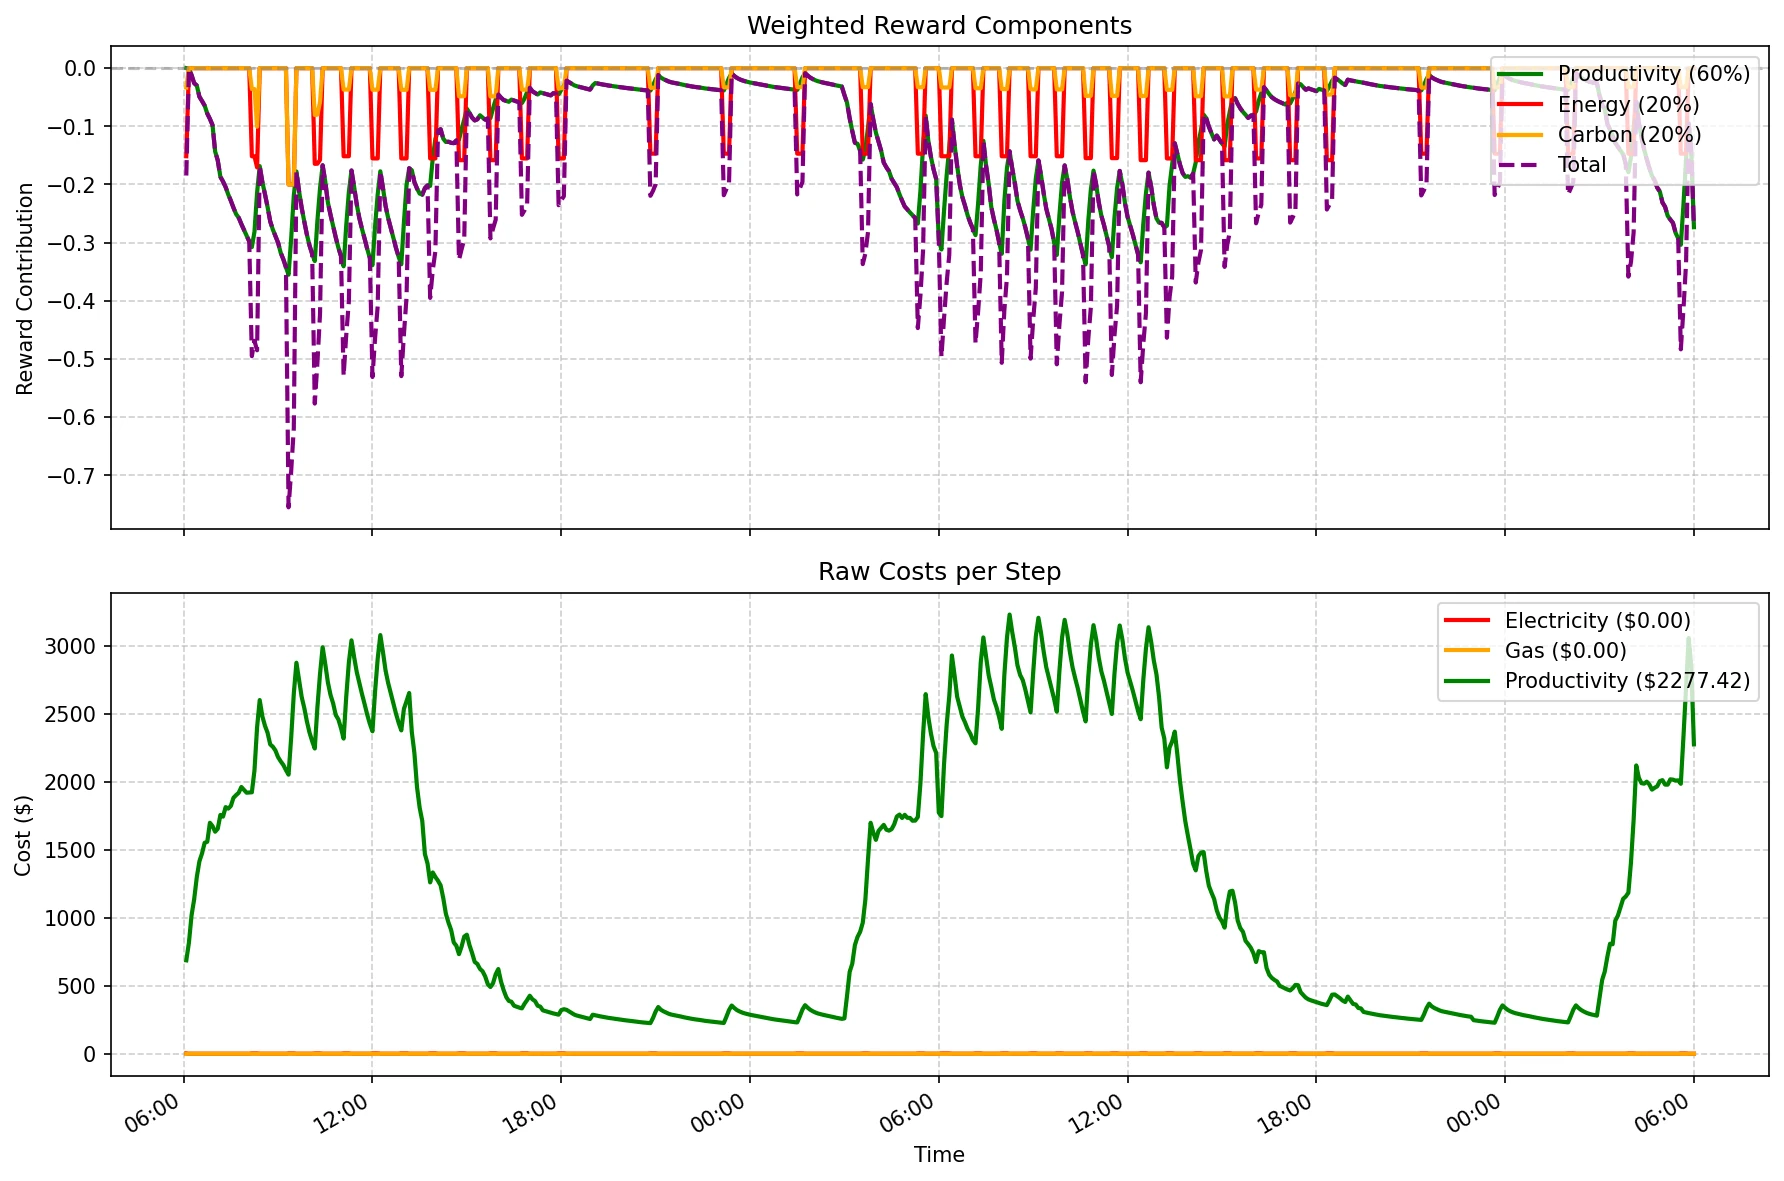 Weighted Reward Components
Reward Contribution
0.0
−0.1
−0.2
−0.3
−0.4
−0.5
−0.6
−0.7
Productivity (60%)
Energy (20%)
Carbon (20%)
Total
Raw Costs per Step
Cost ($)
3000
2500
2000
1500
1000
500
0
Electricity ($0.00)
Gas ($0.00)
Productivity ($2277.42)
06:00
12:00
18:00
00:00
06:00
12:00
18:00
00:00
06:00
Time